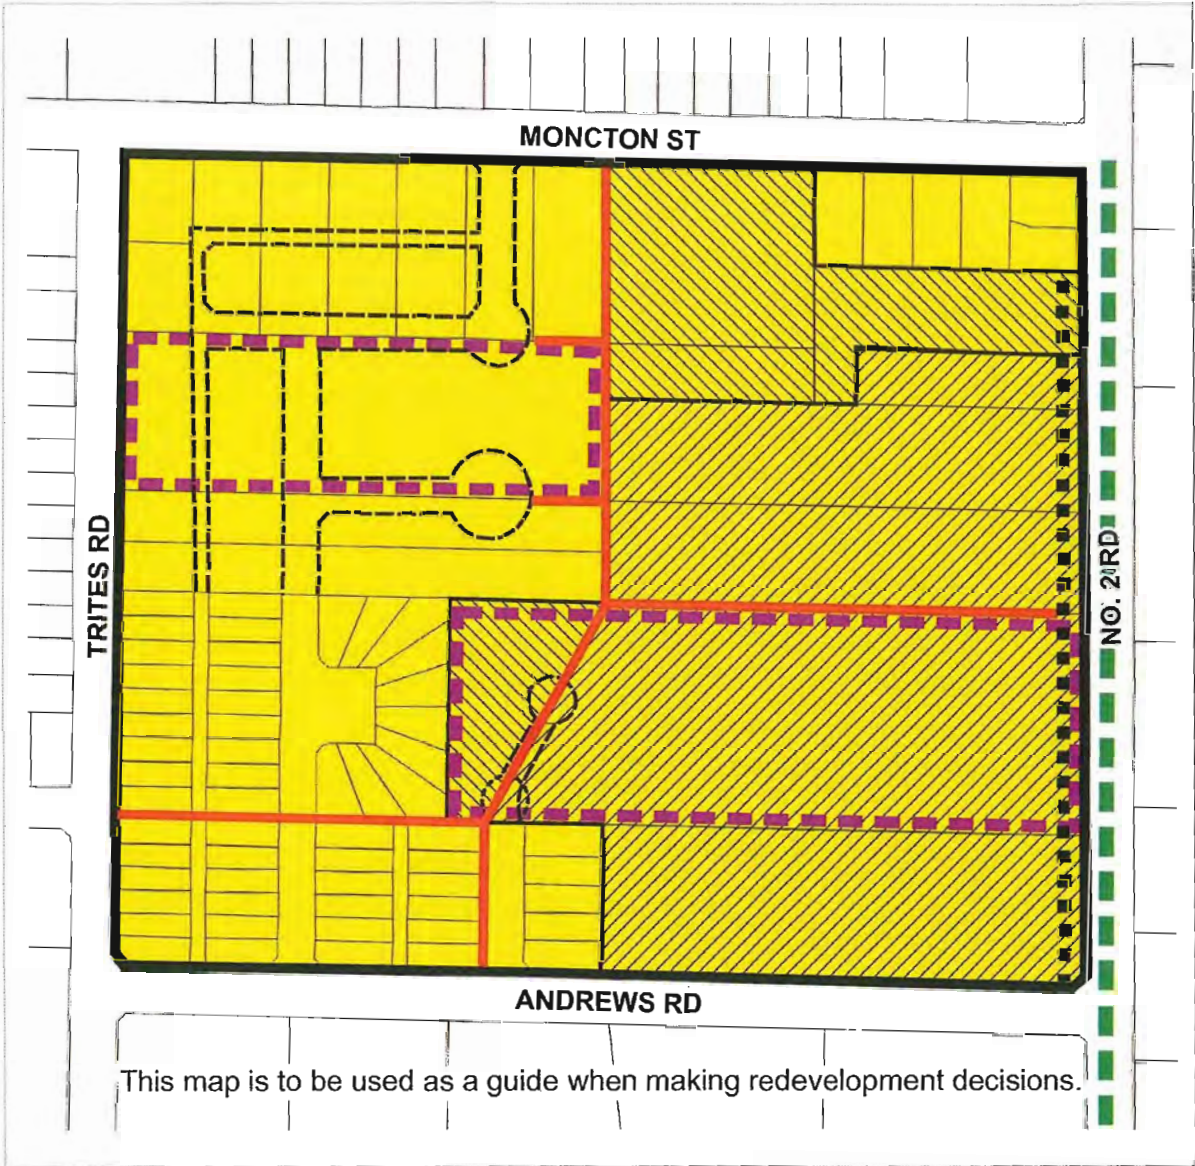 MONCTON ST
TRITES RD
NO. 2 RD
ANDREWS RD
This map is to be used as a guide when making redevelopment decisions.